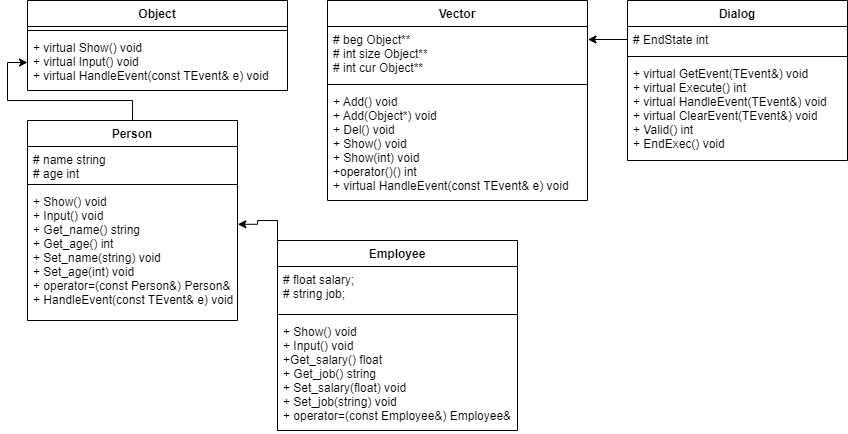 Object
+ virtual Show() void
+ virtual Input() void
+ virtual HandleEvent(const TEvent& e) void
Person
# name string
# age int
+ Show() void
+ Input() void
+ Get_name() string
+ Get_age() int
+ Set_name(string) void
+ Set_age(int) void
+ operator=(const Person&) Person&
+ HandleEvent(const TEvent& e) void
Employee
# float salary;
# string job;
+ Show() void
+ Input() void
+Get_salary() float
+ Get_job() string
+ Set_salary(float) void
+ Set_job(string) void
+ operator=(const Employee&) Employee&
Vector
# beg Object**
# int size Object**
# int cur Object**
+ Add() void
+ Add(Object*) void
+ Del() void
+ Show() void
+ Show(int) void
+operator()() int
+ virtual HandleEvent(const TEvent& e) void
Dialog
# EndState int
+ virtual GetEvent(TEvent&) void
+ virtual Execute() int
+ virtual HandleEvent(TEvent&) void
+ virtual ClearEvent(TEvent&) void
+ Valid() int
+ EndExec() void